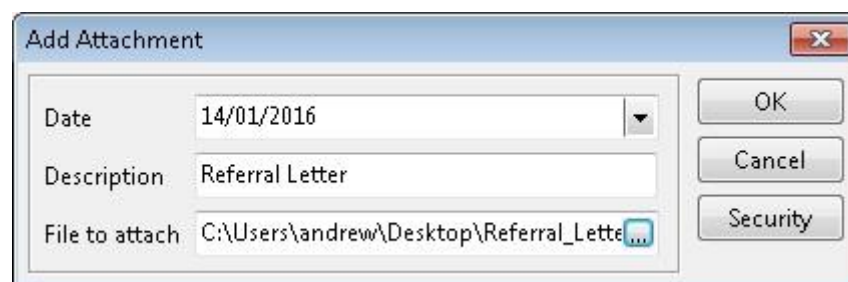 Add Attachment
Date 14/01/2016
Description Referral Letter
File to attach C:\Users\andrew\Desktop\Referral_Lette ...
OK
Cancel
Security